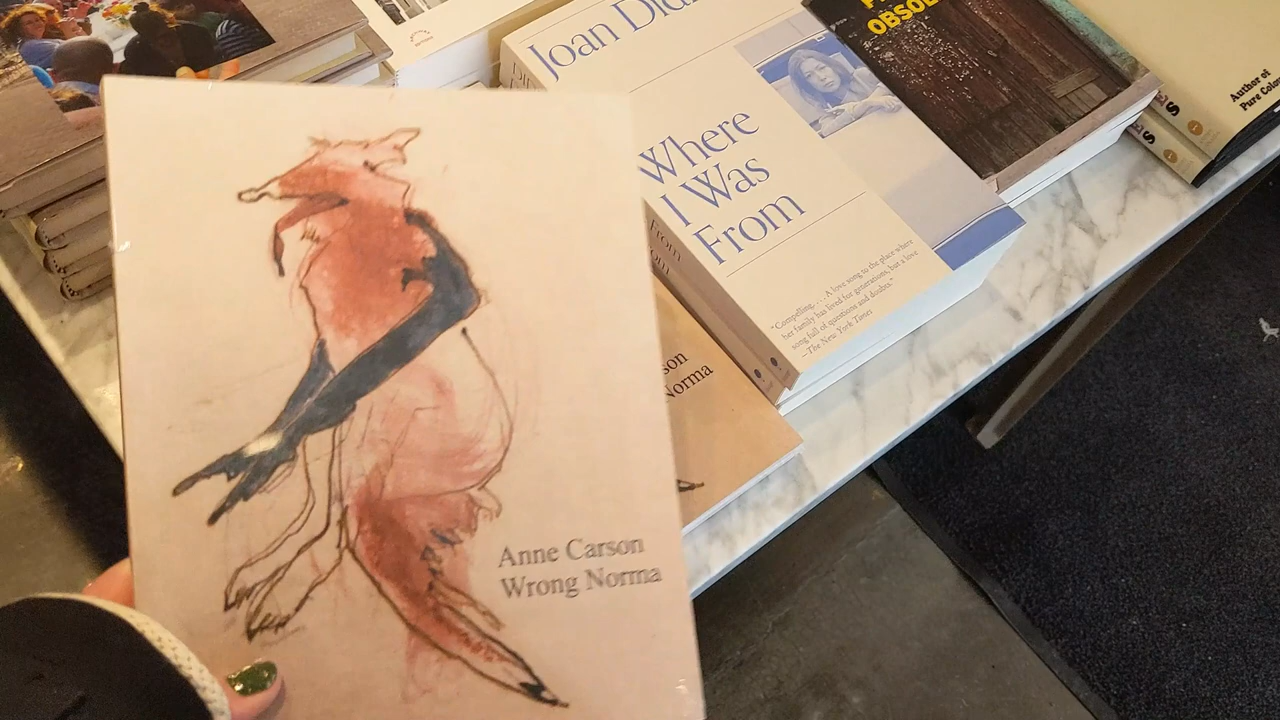 Anne Carson
Wrong Norma
Joan Did
Where
I Was
From
"Compelling. . . . A love song to the place where
her family has lived for generations, but a love
song full of questions and doubts."
—The New York Times
From
son
Norma
OBSOL
Author of
Pure Colo